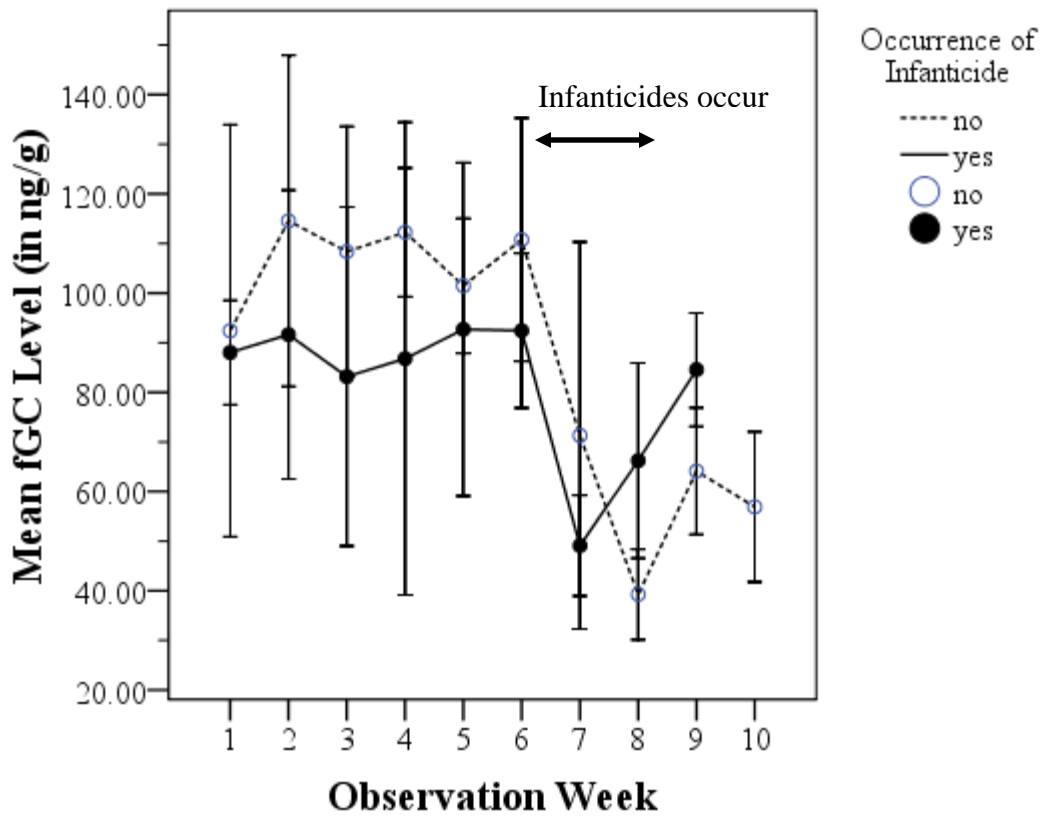 Mean fGC Level (in ng/g)
140.00
120.00
100.00
80.00
60.00
40.00
20.00
Infanticides occur
1 2 3 4 5 6 7 8 9 10
Observation Week
Occurrence of
Infanticide
no
yes
no
yes